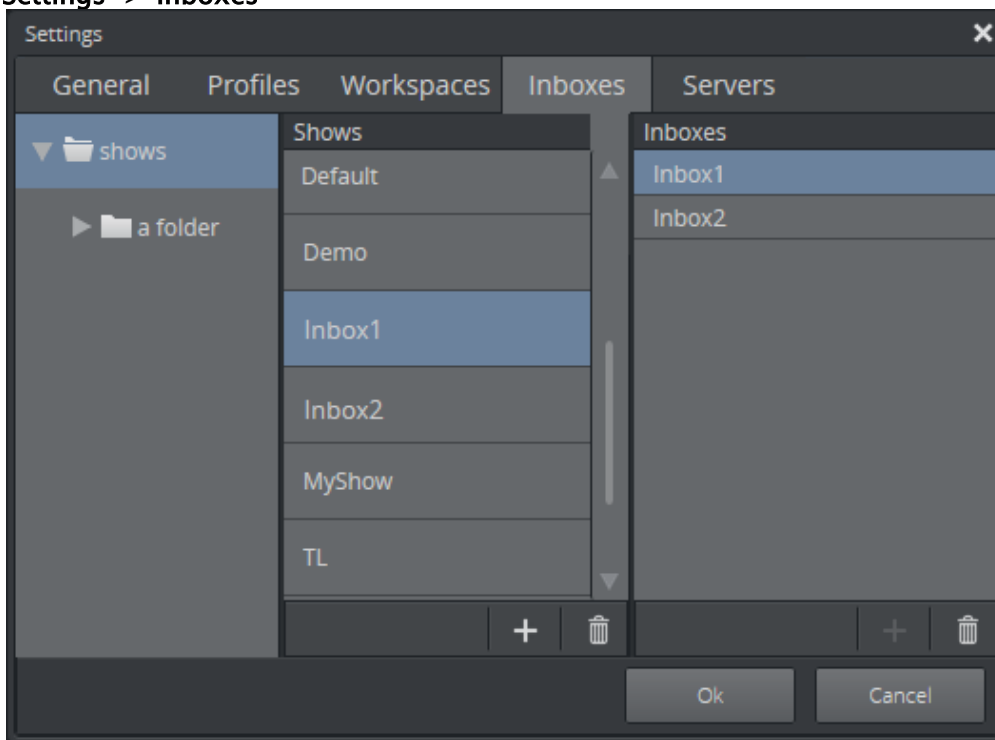 Settings -> Inboxes
Settings
General Profiles Workspaces Inboxes Servers
shows
a folder
Shows
Default
Demo
Inbox1
Inbox2
MyShow
TL
Inboxes
Inbox1
Inbox2
Ok Cancel